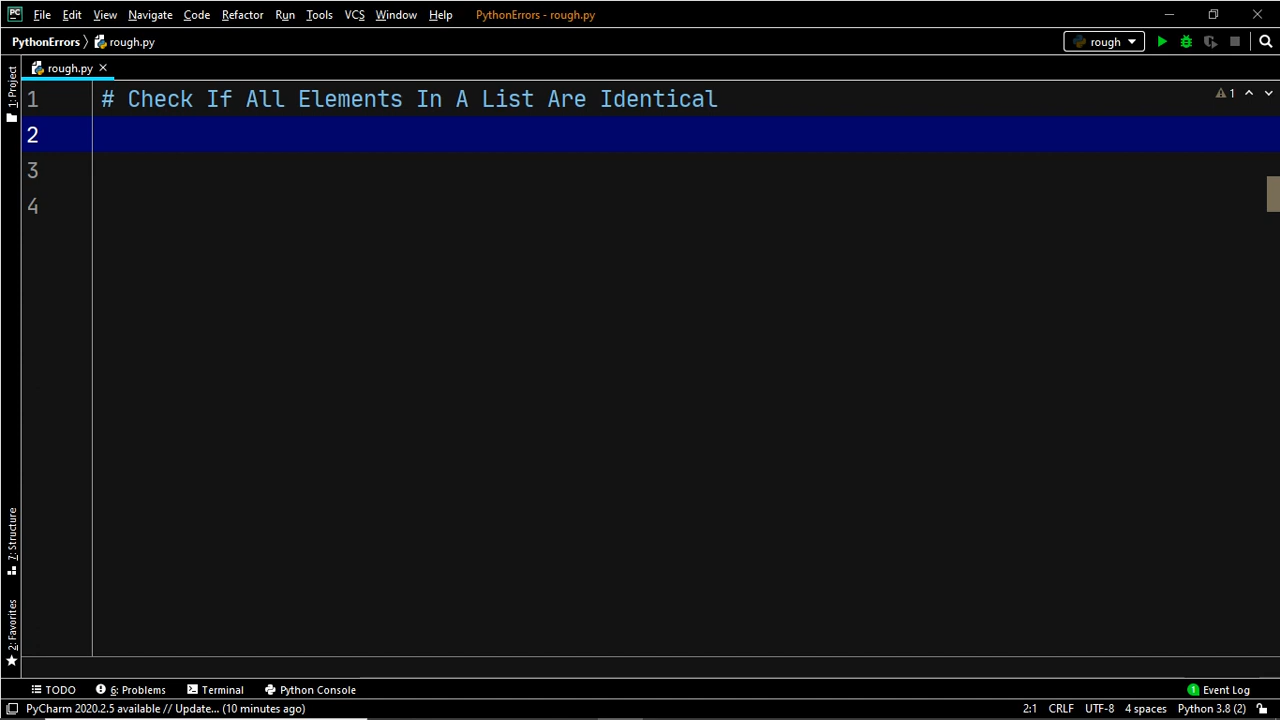 File Edit View Navigate Code Refactor Run Tools VCS Window Help PythonErrors - rough.py
PythonErrors rough.py rough
1: Project
rough.py
1 # Check If All Elements In A List Are Identical 1
2
3
4
7: Structure
2: Favorites
TODO 6: Problems Terminal Python Console 1 Event Log
PyCharm 2020.2.5 available // Update... (10 minutes ago) 2:1 CRLF UTF-8 4 spaces Python 3.8 (2)